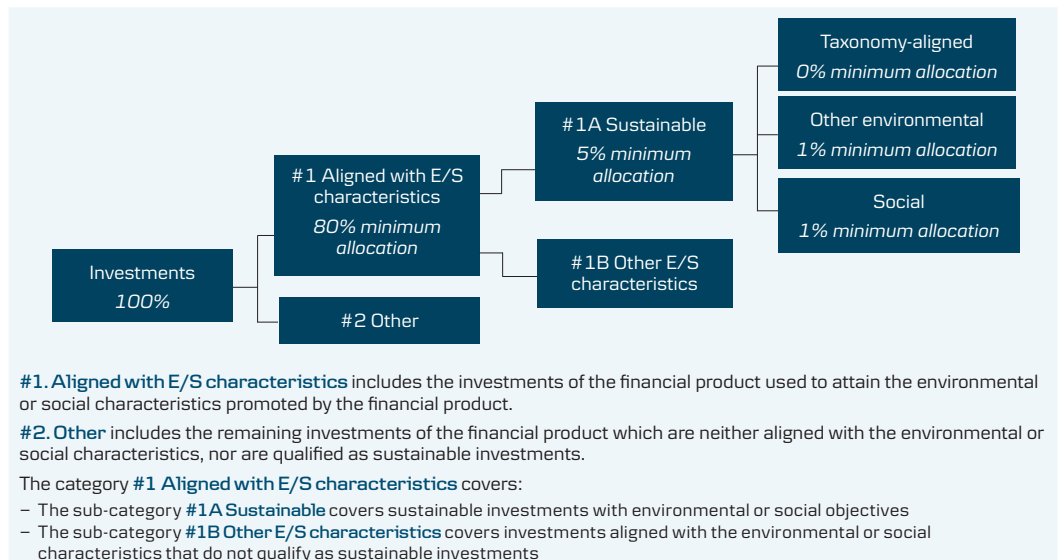 Taxonomy-aligned
0% minimum allocation
Other environmental
1% minimum allocation
Social
1% minimum allocation
#1A Sustainable
5% minimum
allocation
#1B Other E/S
characteristics
#1 Aligned with E/S
characteristics
80% minimum
allocation
#2 Other
Investments
100%
#1. Aligned with E/S characteristics includes the investments of the financial product used to attain the environmental
or social characteristics promoted by the financial product.
#2. Other includes the remaining investments of the financial product which are neither aligned with the environmental or
social characteristics, nor are qualified as sustainable investments.
The category #1 Aligned with E/S characteristics covers:
– The sub-category #1A Sustainable covers sustainable investments with environmental or social objectives
– The sub-category #1B Other E/S characteristics covers investments aligned with the environmental or social
characteristics that do not qualify as sustainable investments